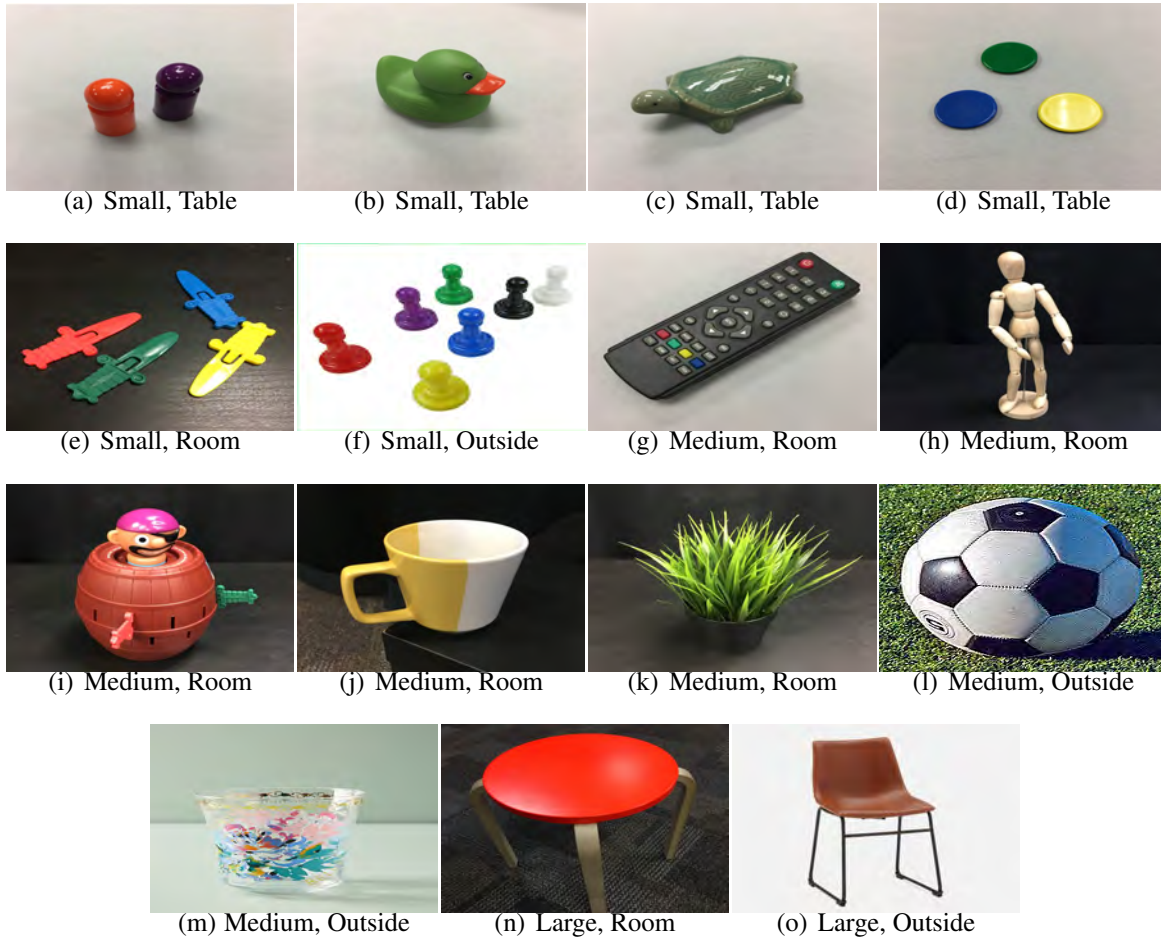 (a) Small, Table
(b) Small, Table
(c) Small, Table
(d) Small, Table
(e) Small, Room
(f) Small, Outside
(g) Medium, Room
(h) Medium, Room
(i) Medium, Room
(j) Medium, Room
(k) Medium, Room
(l) Medium, Outside
(m) Medium, Outside
(n) Large, Room
(o) Large, Outside